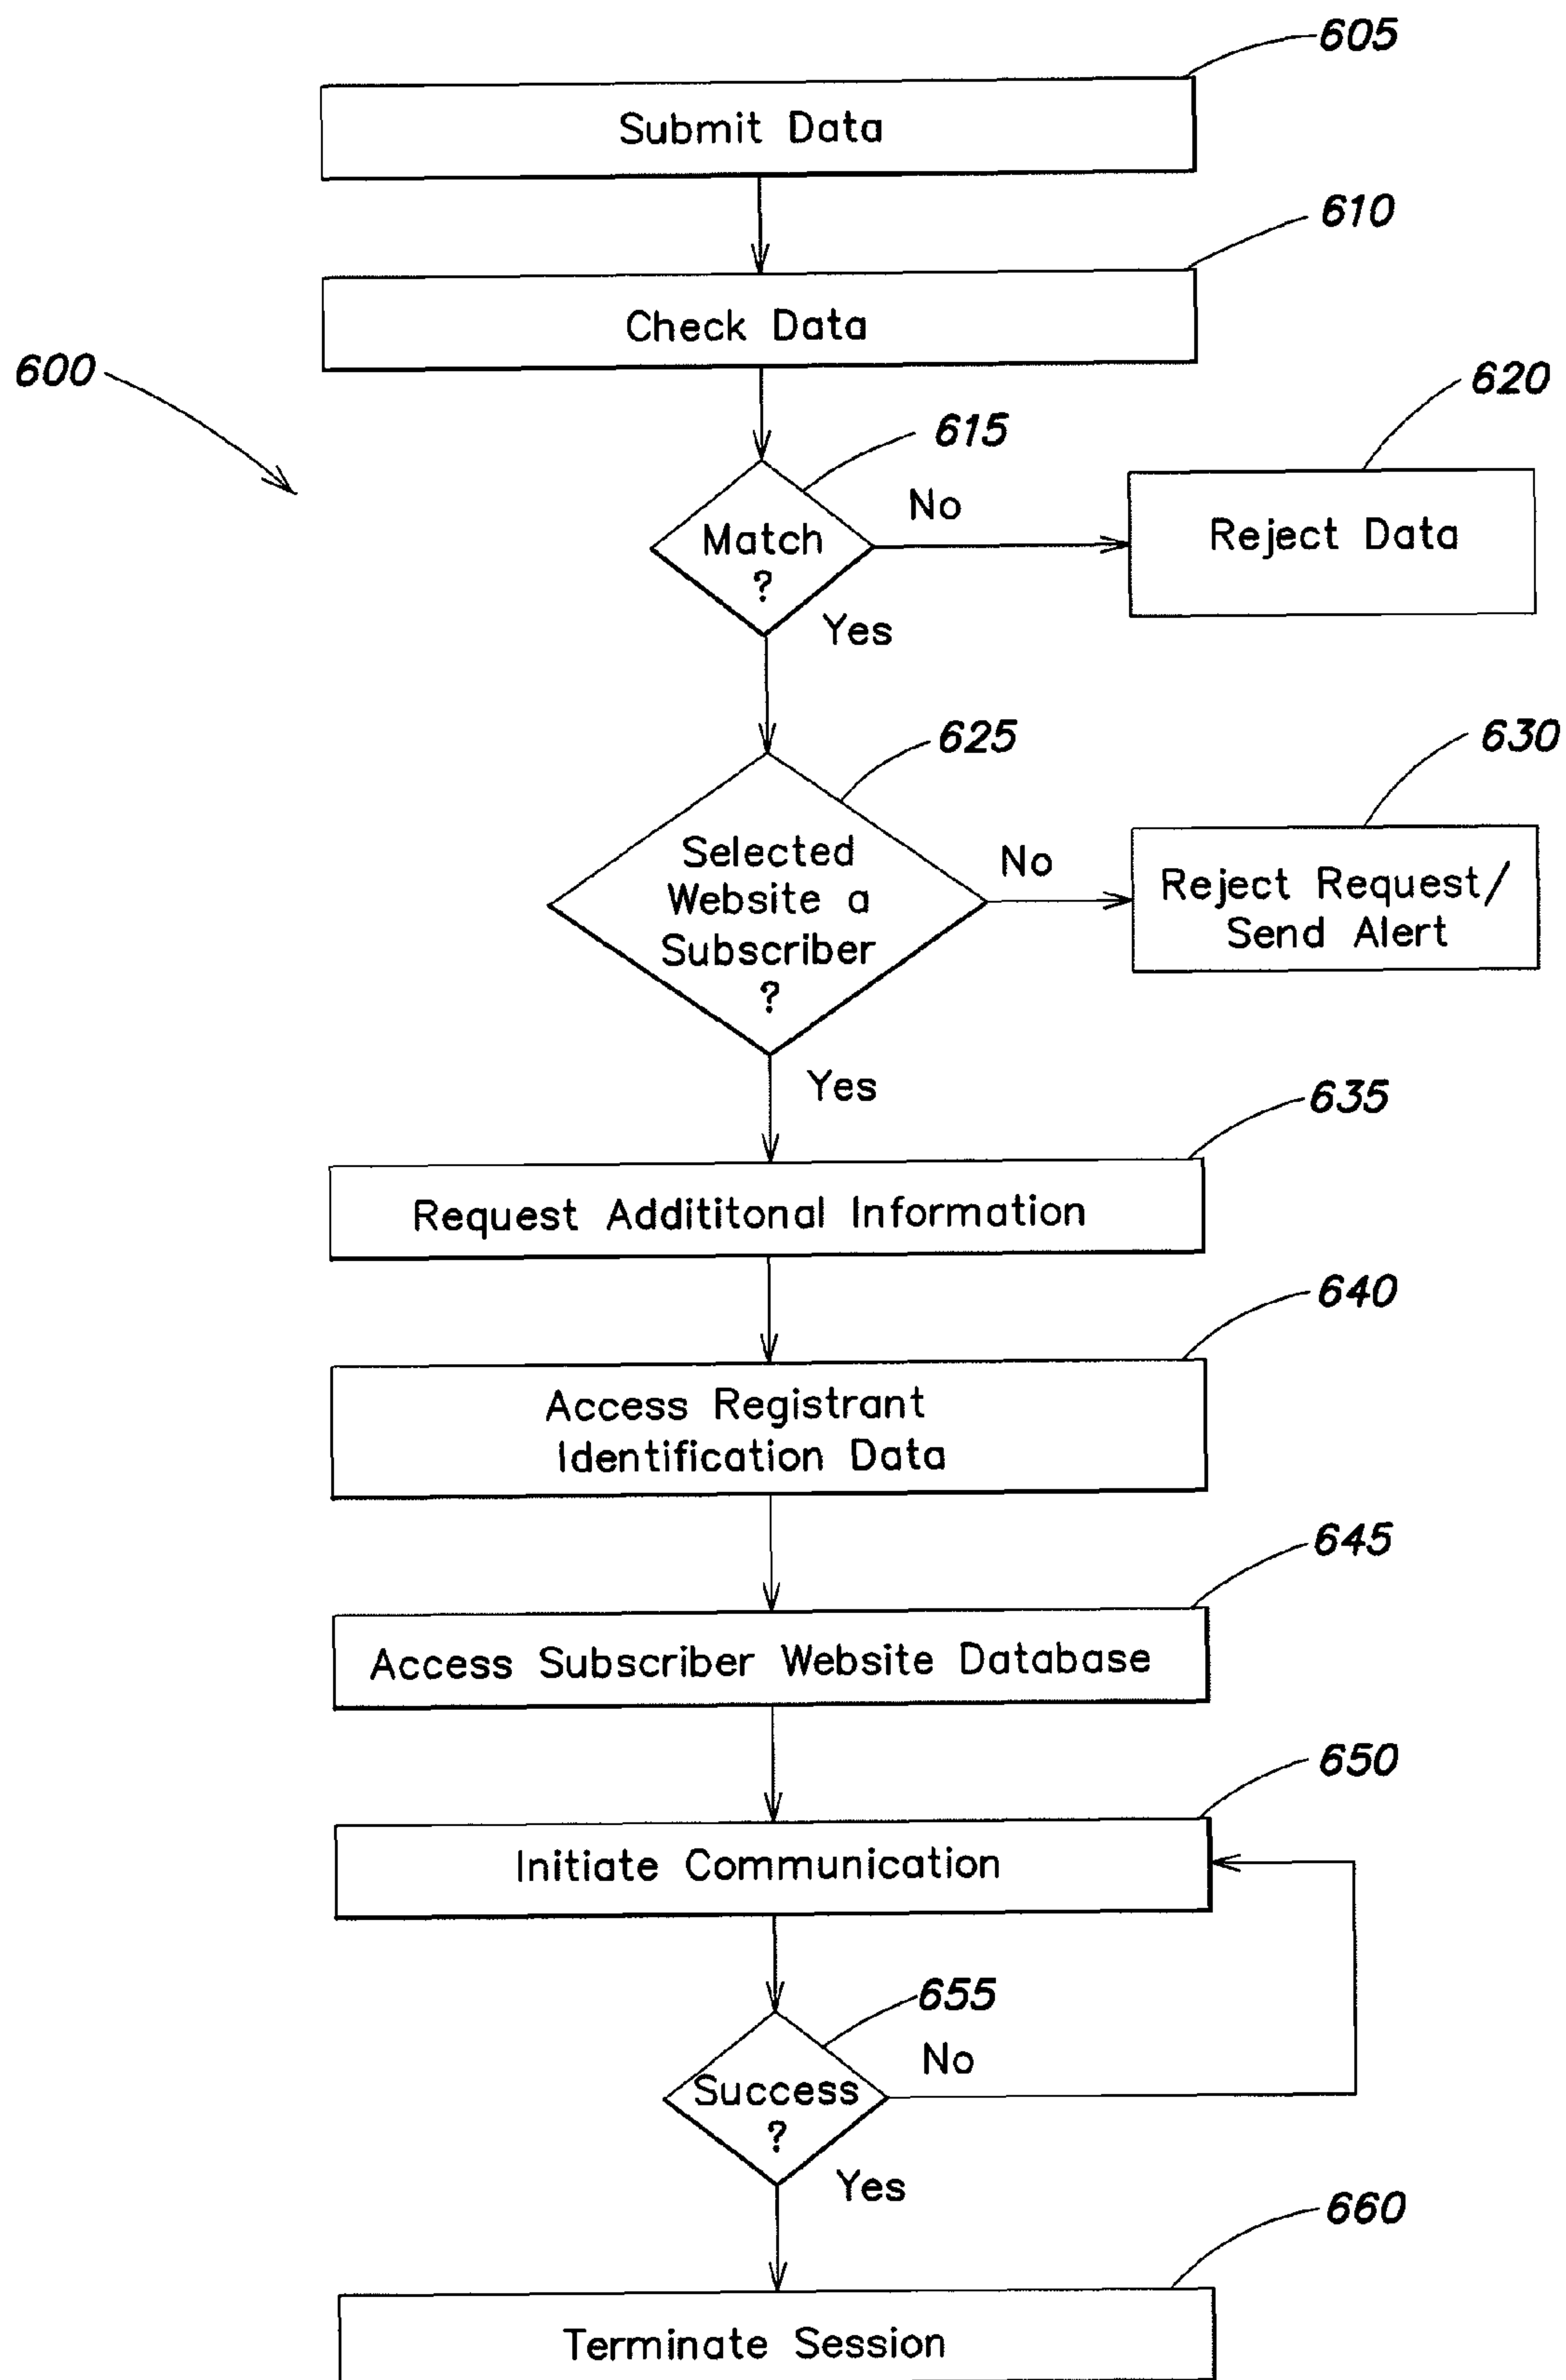 605
Submit Data
610
Check Data
600
615
620
Match
?
No
Reject Data
Yes
625
630
Selected
Website a
Subscriber
?
No
Reject Request/
Send Alert
Yes
635
Request Addititonal Information
640
Access Registrant
Identification Data
645
Access Subscriber Website Database
650
Initiate Communication
655
Success
?
No
Yes
660
Terminate Session